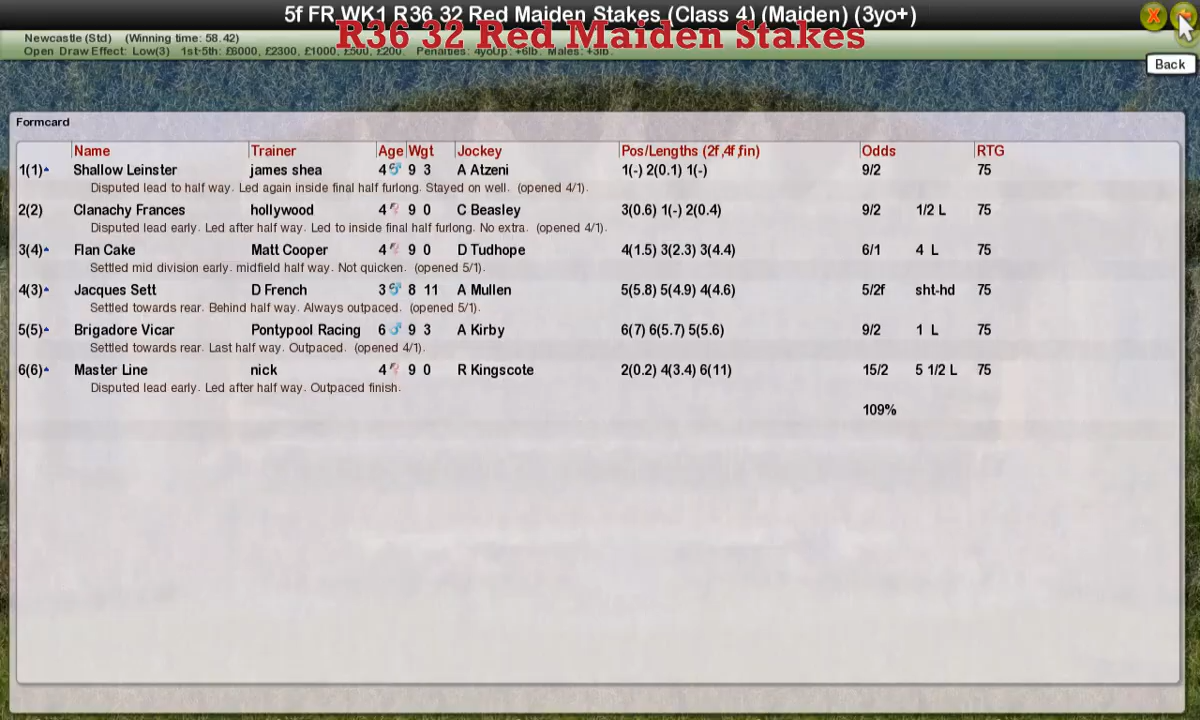 5f FR WK1 R36 32 Red Maiden Stakes (Class 4) (Maiden) (3yo+)
R36 32 Red Maiden Stakes
Newcastle (Std) (Winning time: 58.42)
Open Draw Effect: Low(3) 1st-5th: £6000, £2300, £1000, £500, £200. Penalties: 4yoUp: +6lb. Males: +3lb.
Back
Formcard
Name Trainer Age Wgt Jockey Pos/Lengths (2f,4f,fin) Odds RTG
1(1) Shallow Leinster james shea 4 9 3 A Atzeni 1(-) 2(0.1) 1(-) 9/2 75
Disputed lead to half way. Led again inside final half furlong. Stayed on well. (opened 4/1).
2(2) Clanachy Frances hollywood 4 9 0 C Beasley 3(0.6) 1(-) 2(0.4) 9/2 1/2 L 75
Disputed lead early. Led after half way. Led to inside final half furlong. No extra. (opened 4/1).
3(4) Flan Cake Matt Cooper 4 9 0 D Tudhope 4(1.5) 3(2.3) 3(4.4) 6/1 4 L 75
Settled mid division early. midfield half way. Not quicken. (opened 5/1).
4(3) Jacques Sett D French 3 8 11 A Mullen 5(5.8) 5(4.9) 4(4.6) 5/2f sht-hd 75
Settled towards rear. Behind half way. Always outpaced. (opened 5/1).
5(5) Brigadore Vicar Pontypool Racing 6 9 3 A Kirby 6(7) 6(5.7) 5(5.6) 9/2 1 L 75
Settled towards rear. Last half way. Outpaced. (opened 4/1).
6(6) Master Line nick 4 9 0 R Kingscote 2(0.2) 4(3.4) 6(11) 15/2 5 1/2 L 75
Disputed lead early. Led after half way. Outpaced finish.
109%